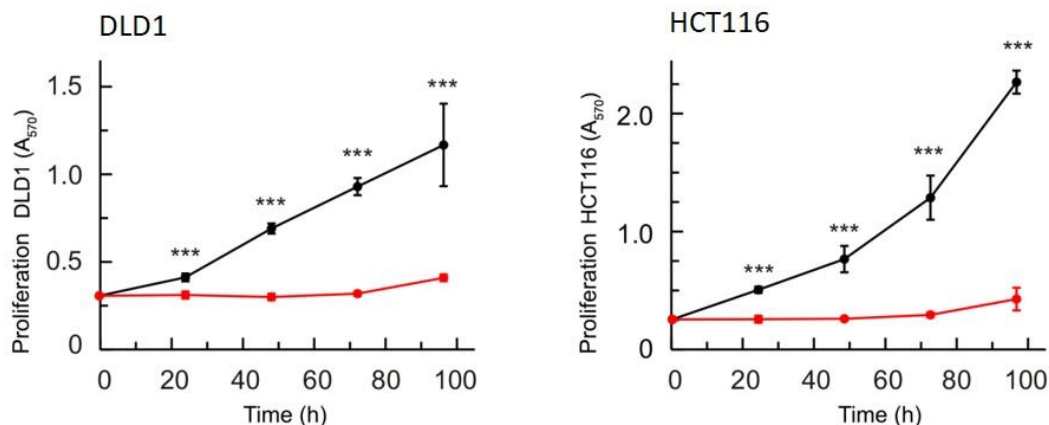 DLD1
Proliferation DLD1 (A570)
1.5
1.0
0.5
0
***
***
***
***
0 20 40 60 80 100
Time (h)
HCT116
Proliferation HCT116 (A570)
2.0
1.0
0
***
***
***
***
0 20 40 60 80 100
Time (h)